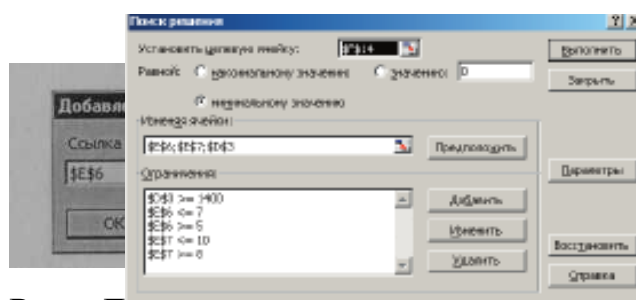 Добавле
Ссылка
$E$6
ОК
Поиск решения
Установить целевую ячейку:
Равной: максимальному значению значению: 0
минимальному значению
Изменяя ячейки:
$E$6;$E$7;$D$3
Предположить
Ограничения:
$E$6 <= 7
$E$6 >= 5
$E$7 <= 10
$E$7 >= 8
Добавить
Изменить
Удалить
Выполнить
Закрыть
Параметры
Восстановить
Справка